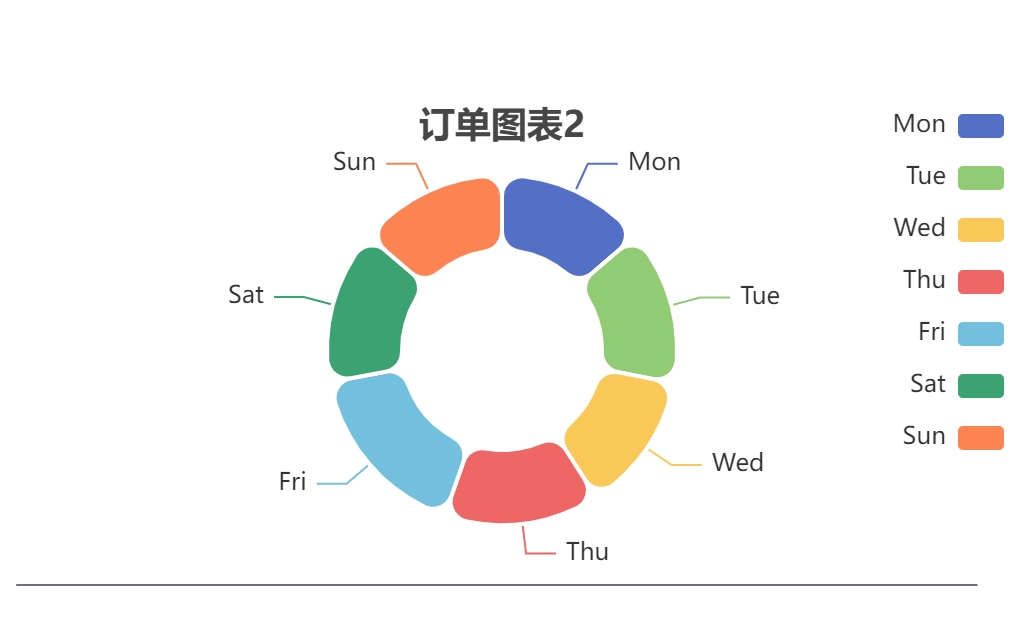 订单图表2
Sun
Mon
Sat
Tue
Fri
Wed
Thu
Mon
Tue
Wed
Thu
Fri
Sat
Sun